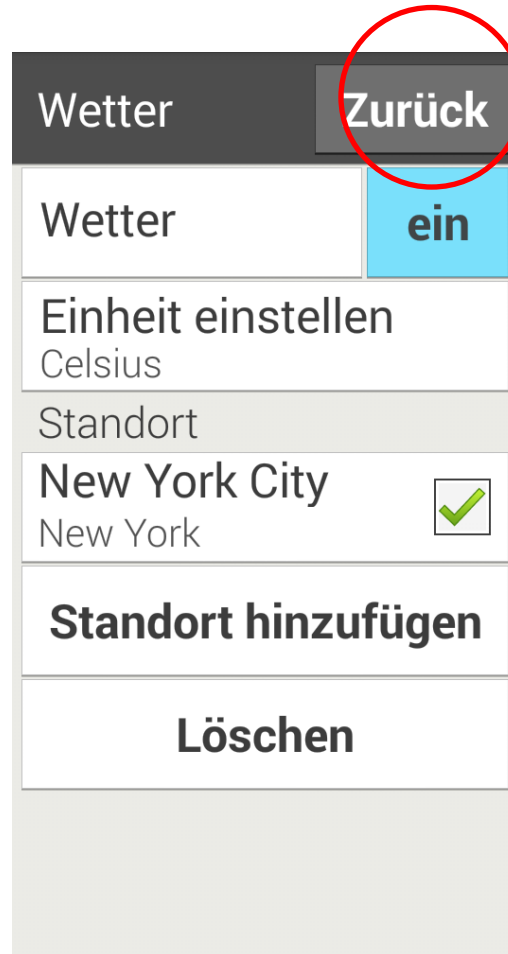 Wetter Zurück
Wetter ein
Einheit einstellen
Celsius
Standort
New York City
New York
Standort hinzufügen
Löschen